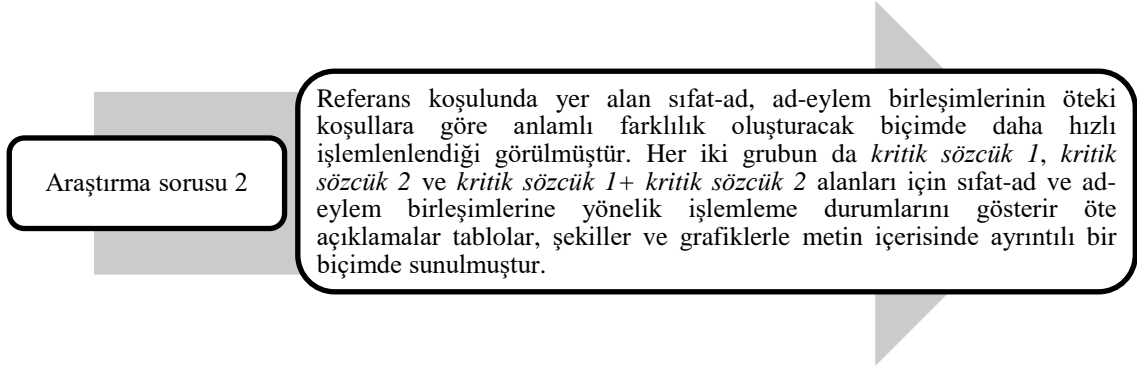 Araştırma sorusu 2
Referans koşulunda yer alan sıfat-ad, ad-eylem birleşimlerinin öteki
koşullara göre anlamlı farklılık oluşturacak biçimde daha hızlı
işlemlenlendiği görülmüştür. Her iki grubun da kritik sözcük 1, kritik
sözcük 2 ve kritik sözcük 1+ kritik sözcük 2 alanları için sıfat-ad ve ad-
eylem birleşimlerine yönelik işlemleme durumlarını gösterir öte
açıklamalar tablolar, şekiller ve grafiklerle metin içerisinde ayrıntılı bir
biçimde sunulmuştur.